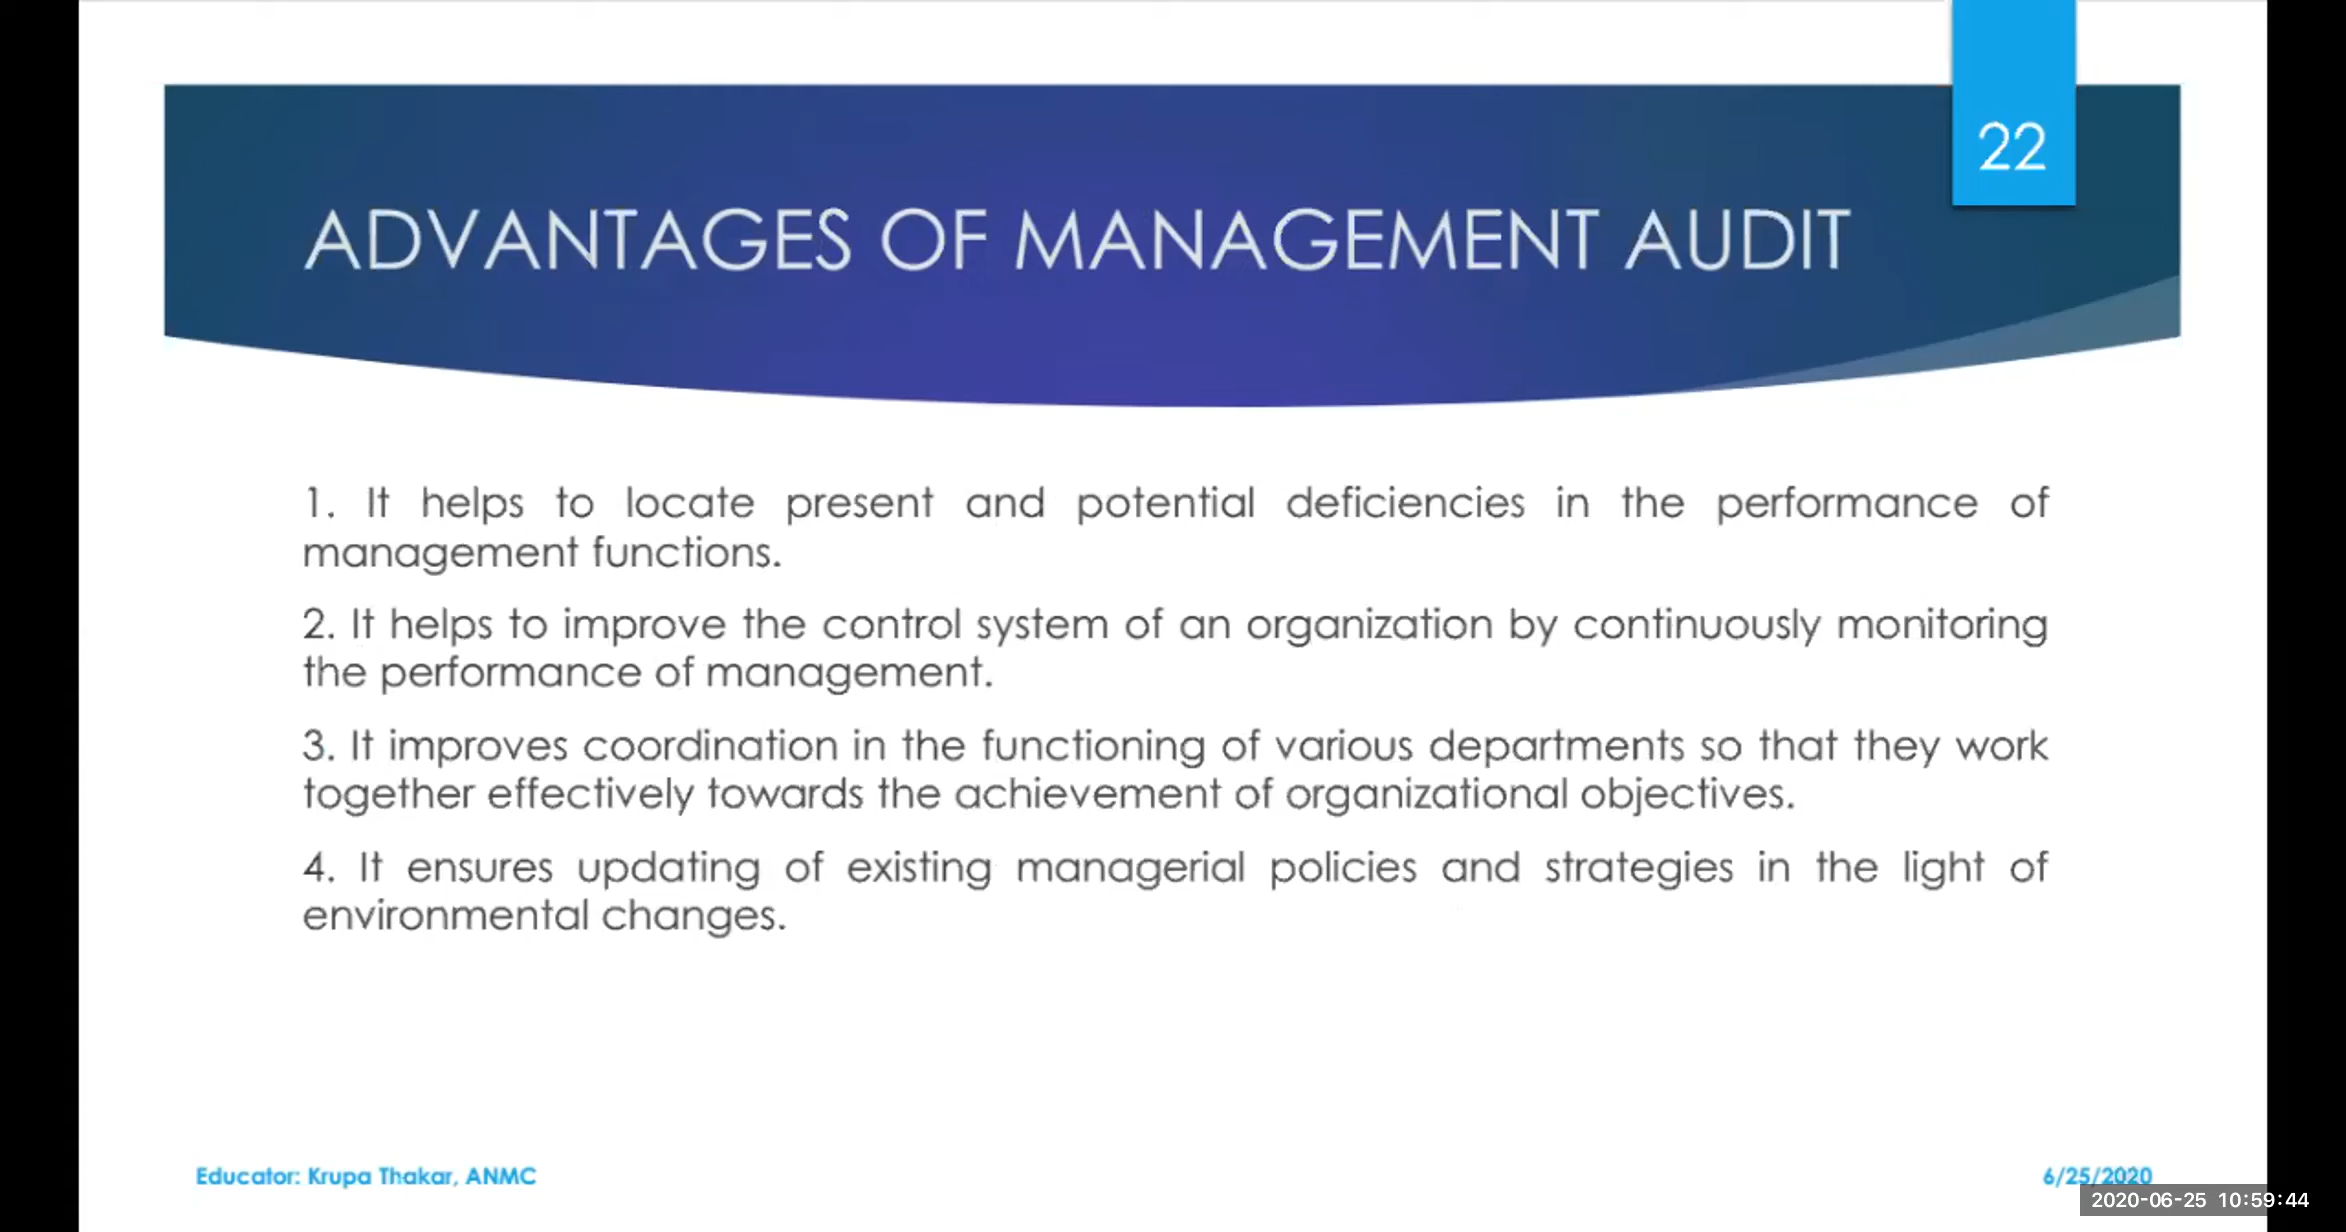 22
ADVANTAGES OF MANAGEMENT AUDIT
1. It helps to locate present and potential deficiencies in the performance of
management functions.
2. It helps to improve the control system of an organization by continuously monitoring
the performance of management.
3. It improves coordination in the functioning of various departments so that they work
together effectively towards the achievement of organizational objectives.
4. It ensures updating of existing managerial policies and strategies in the light of
environmental changes.
Educator: Krupa Thakar, ANMC
6/25/2020
2020-06-25 10:59:44